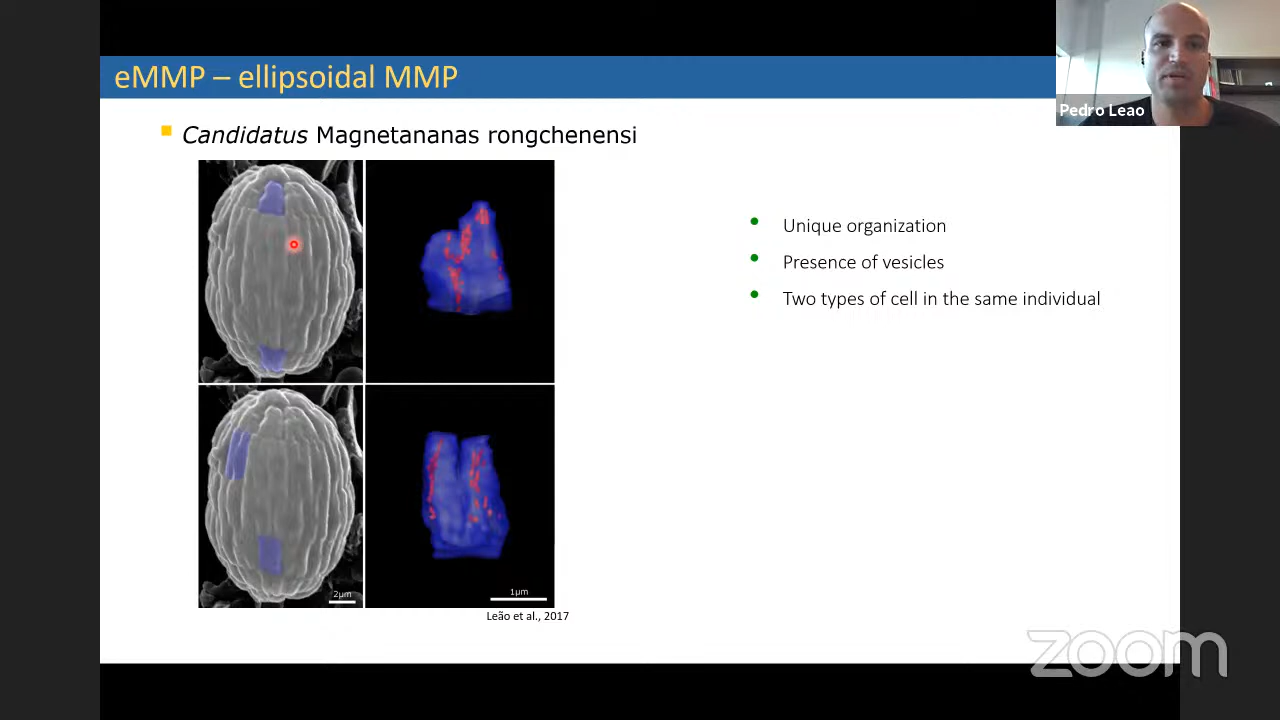 eMMP – ellipsoidal MMP
Pedro Leao
Candidatus Magnetananas rongchenensi
Unique organization
Presence of vesicles
Two types of cell in the same individual
2µm
1µm
Leão et al., 2017
zoom